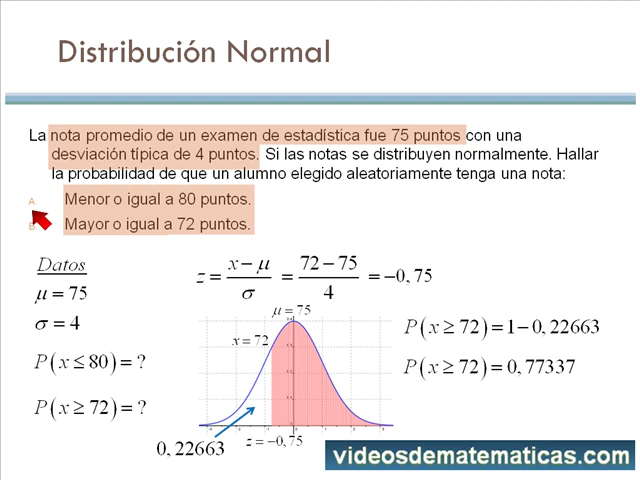 Distribución Normal
La nota promedio de un examen de estadística fue 75 puntos con una
desviación típica de 4 puntos. Si las notas se distribuyen normalmente. Hallar
la probabilidad de que un alumno elegido aleatoriamente tenga una nota:
A. Menor o igual a 80 puntos.
B. Mayor o igual a 72 puntos.
Datos
μ = 75
σ = 4
P(x ≤ 80) = ?
P(x ≥ 72) = ?
z = (x − μ)/σ = (72 − 75)/4 = −0,75
μ = 75
x = 72
z = −0,75
0,22663
P(x ≥ 72) = 1 − 0,22663
P(x ≥ 72) = 0,77337
videosdematematicas.com